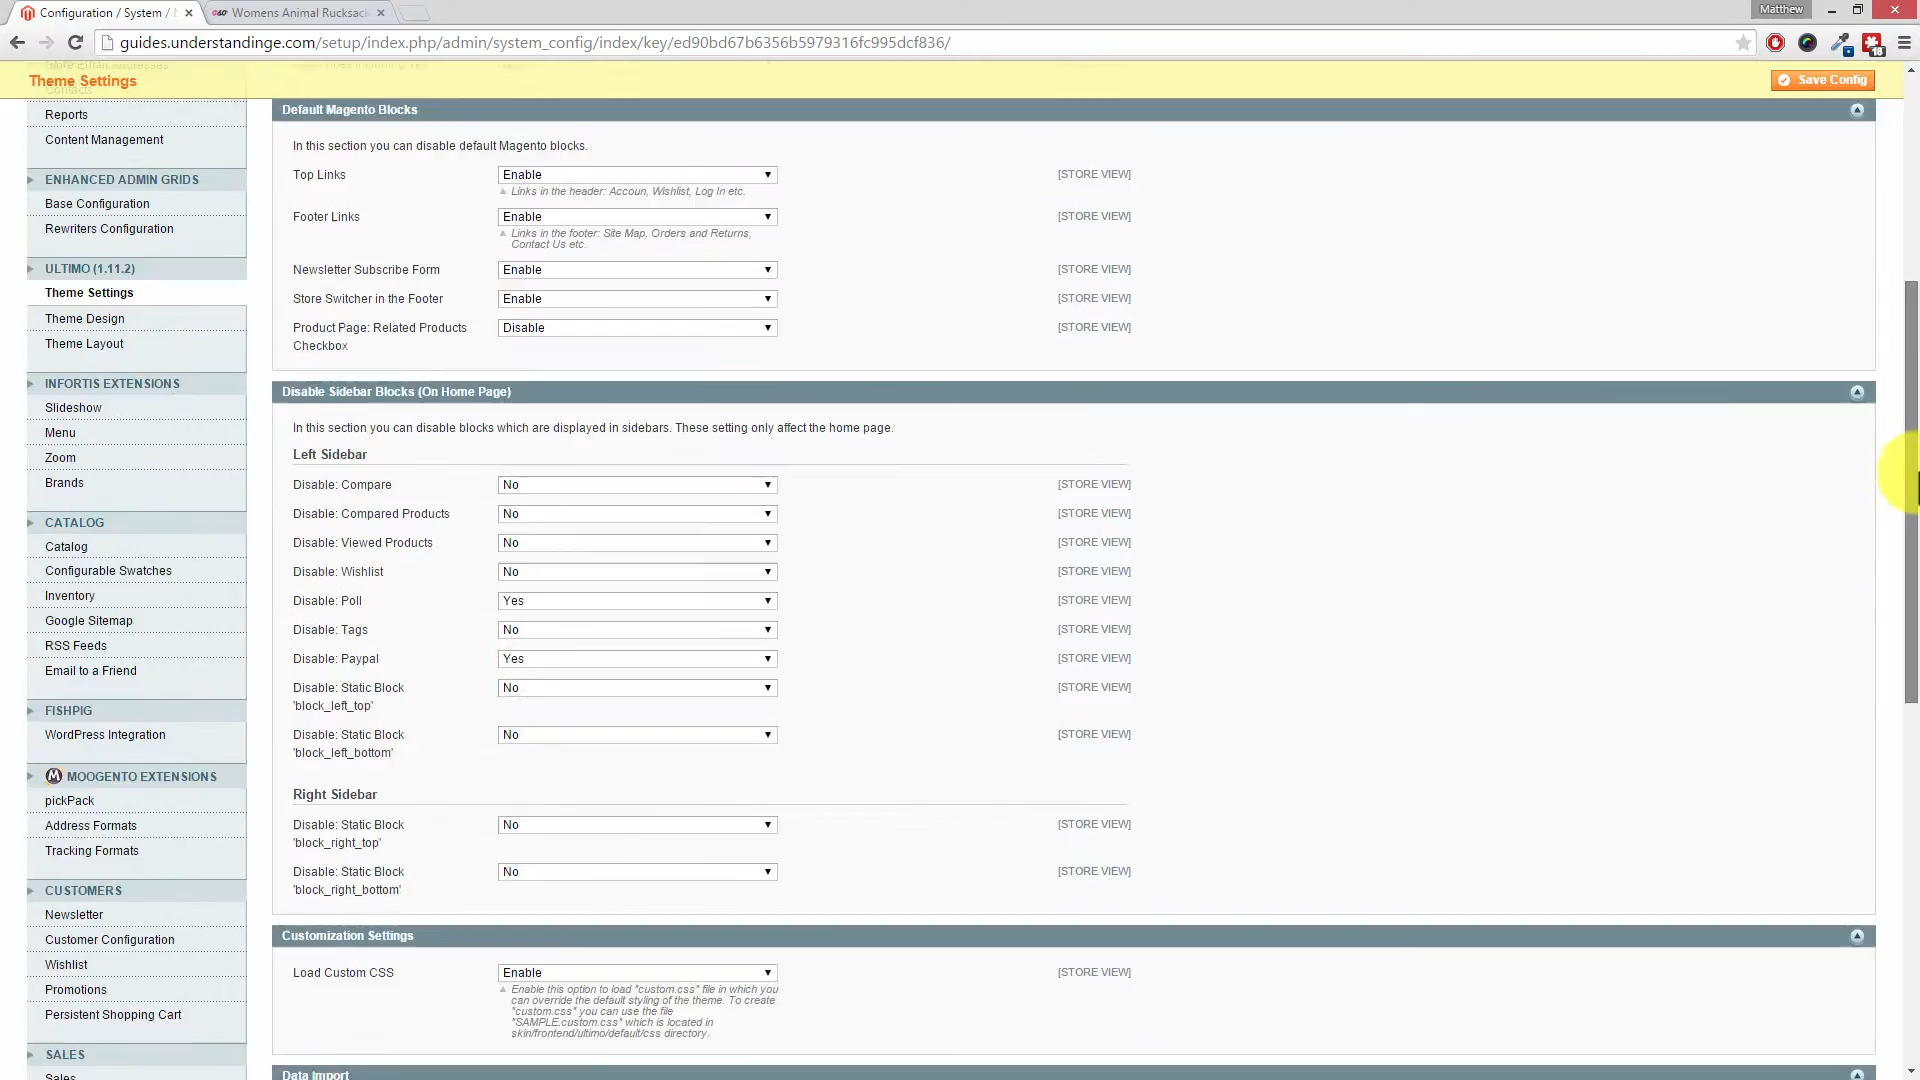 Configuration / System /
Womens Animal Rucksack
Matthew
guides.understandinge.com/setup/index.php/admin/system_config/index/key/ed90bd67b6356b5979316fc995dcf836/
18
Theme Settings
Save Config
Store Email Addresses
Contacts
Reports
Content Management
ENHANCED ADMIN GRIDS
Base Configuration
Rewriters Configuration
ULTIMO (1.11.2)
Theme Settings
Theme Design
Theme Layout
INFORTIS EXTENSIONS
Slideshow
Menu
Zoom
Brands
CATALOG
Catalog
Configurable Swatches
Inventory
Google Sitemap
RSS Feeds
Email to a Friend
FISHPIG
WordPress Integration
MOOGENTO EXTENSIONS
pickPack
Address Formats
Tracking Formats
CUSTOMERS
Newsletter
Customer Configuration
Wishlist
Promotions
Persistent Shopping Cart
SALES
Sales
Default Magento Blocks
In this section you can disable default Magento blocks.
Top Links Enable [STORE VIEW]
Links in the header: Accoun, Wishlist, Log In etc.
Footer Links Enable [STORE VIEW]
Links in the footer: Site Map, Orders and Returns,
Contact Us etc.
Newsletter Subscribe Form Enable [STORE VIEW]
Store Switcher in the Footer Enable [STORE VIEW]
Product Page: Related Products Disable [STORE VIEW]
Checkbox
Disable Sidebar Blocks (On Home Page)
In this section you can disable blocks which are displayed in sidebars. These setting only affect the home page.
Left Sidebar
Disable: Compare No [STORE VIEW]
Disable: Compared Products No [STORE VIEW]
Disable: Viewed Products No [STORE VIEW]
Disable: Wishlist No [STORE VIEW]
Disable: Poll Yes [STORE VIEW]
Disable: Tags No [STORE VIEW]
Disable: Paypal Yes [STORE VIEW]
Disable: Static Block No [STORE VIEW]
'block_left_top'
Disable: Static Block No [STORE VIEW]
'block_left_bottom'
Right Sidebar
Disable: Static Block No [STORE VIEW]
'block_right_top'
Disable: Static Block No [STORE VIEW]
'block_right_bottom'
Customization Settings
Load Custom CSS Enable [STORE VIEW]
Enable this option to load "custom.css" file in which you
can override the default styling of the theme. To create
"custom.css" you can use the file
"SAMPLE.custom.css" which is located in
skin/frontend/ultimo/default/css directory.
Data Import